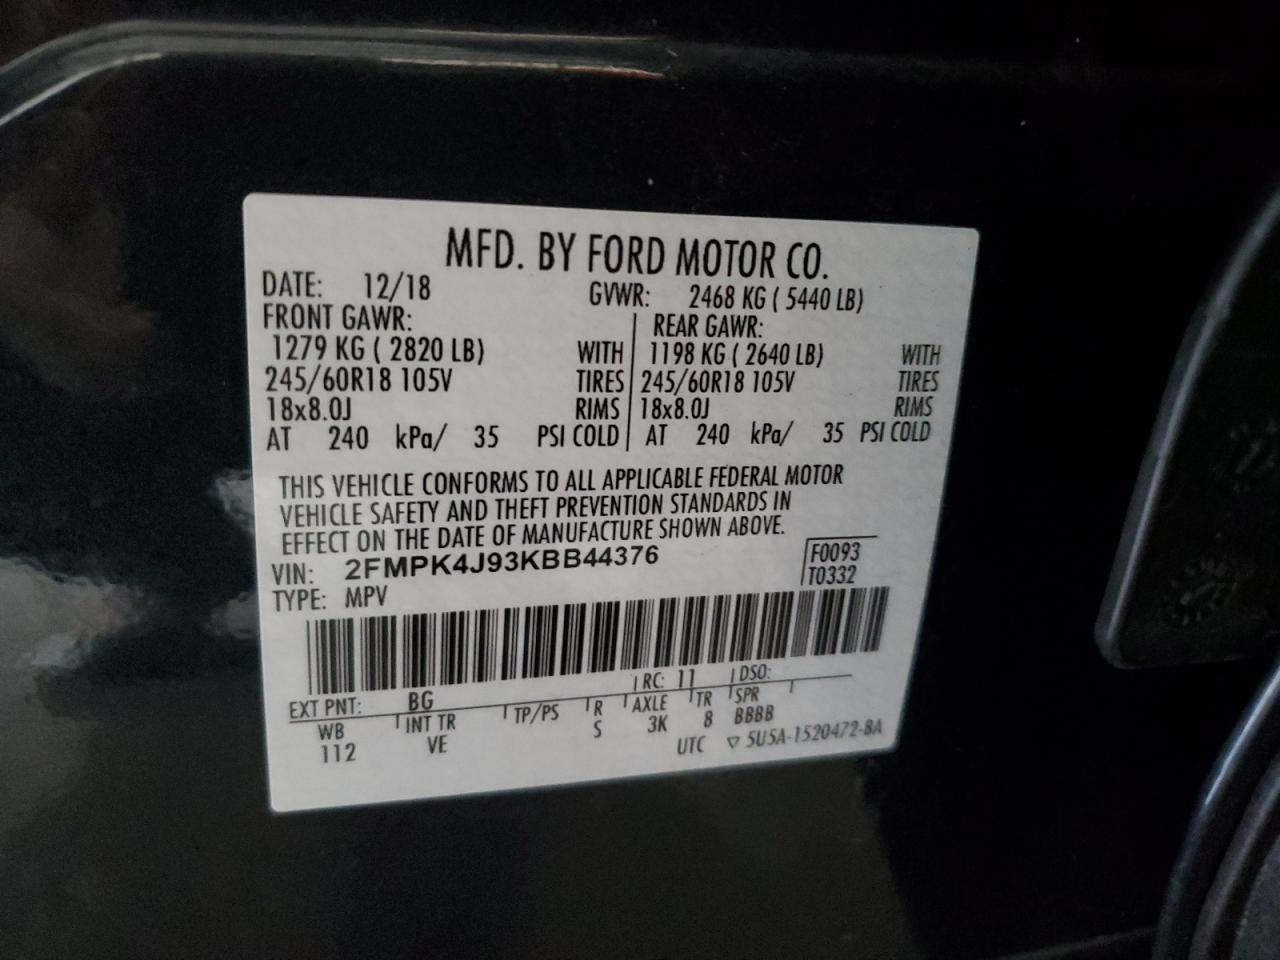 MFD. BY FORD MOTOR CO.
DATE: 12/18 GVWR: 2468 KG ( 5440 LB)
FRONT GAWR: REAR GAWR:
1279 KG ( 2820 LB) WITH 1198 KG ( 2640 LB) WITH
245/60R18 105V TIRES 245/60R18 105V TIRES
18x8.0J RIMS 18x8.0J RIMS
AT 240 kPa/ 35 PSI COLD AT 240 kPa/ 35 PSI COLD
THIS VEHICLE CONFORMS TO ALL APPLICABLE FEDERAL MOTOR
VEHICLE SAFETY AND THEFT PREVENTION STANDARDS IN
EFFECT ON THE DATE OF MANUFACTURE SHOWN ABOVE.
VIN: 2FMPK4J93KBB44376 F0093
TYPE: MPV T0332
EXT PNT: BG RC: 11 DSO:
WB INT TR TP/PS R AXLE TR SPR
112 VE S 3K 8 BBBB
UTC ▽ 5U5A-1520472-BA